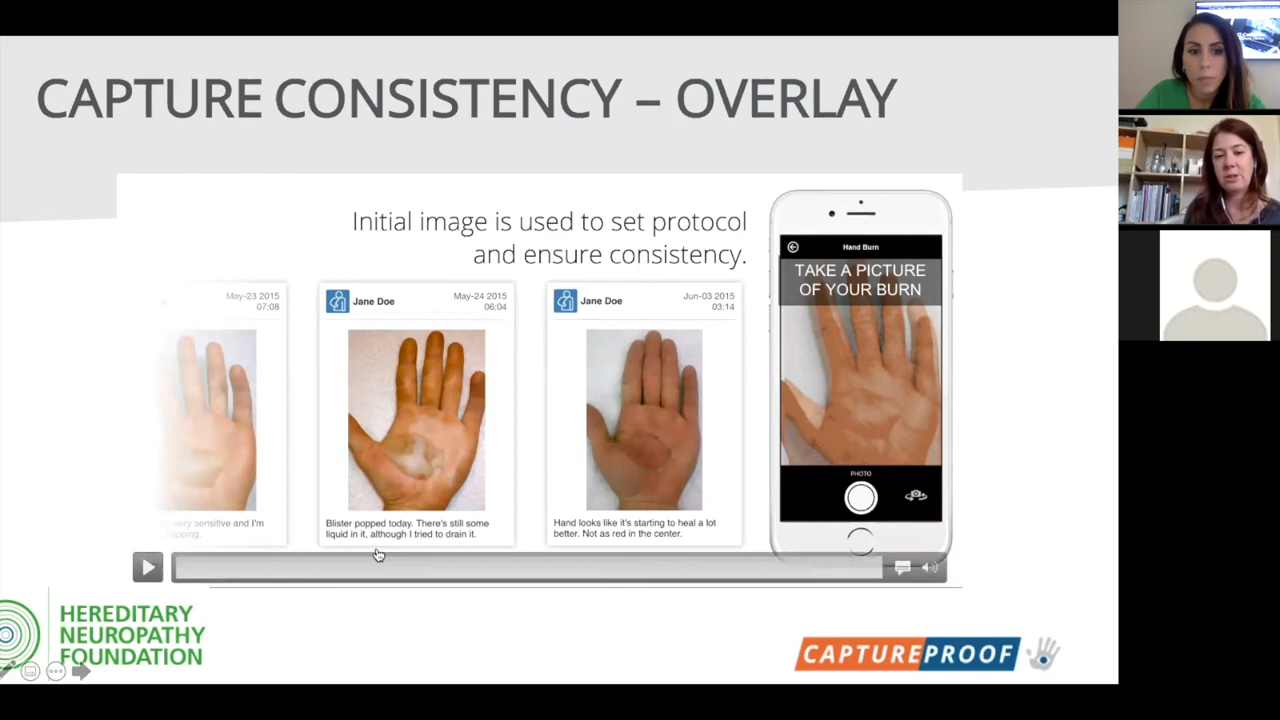 CAPTURE CONSISTENCY – OVERLAY
Initial image is used to set protocol
and ensure consistency.
May-23 2015
07:08
sensitive and I'm
Jane Doe
May-24 2015
06:04
Blister popped today. There's still some
liquid in it, although I tried to drain it.
Jane Doe
Jun-03 2015
03:14
Hand looks like it's starting to heal a lot
better. Not as red in the center.
Hand Burn
TAKE A PICTURE
OF YOUR BURN
PHOTO
HEREDITARY
NEUROPATHY
FOUNDATION
CAPTUREPROOF